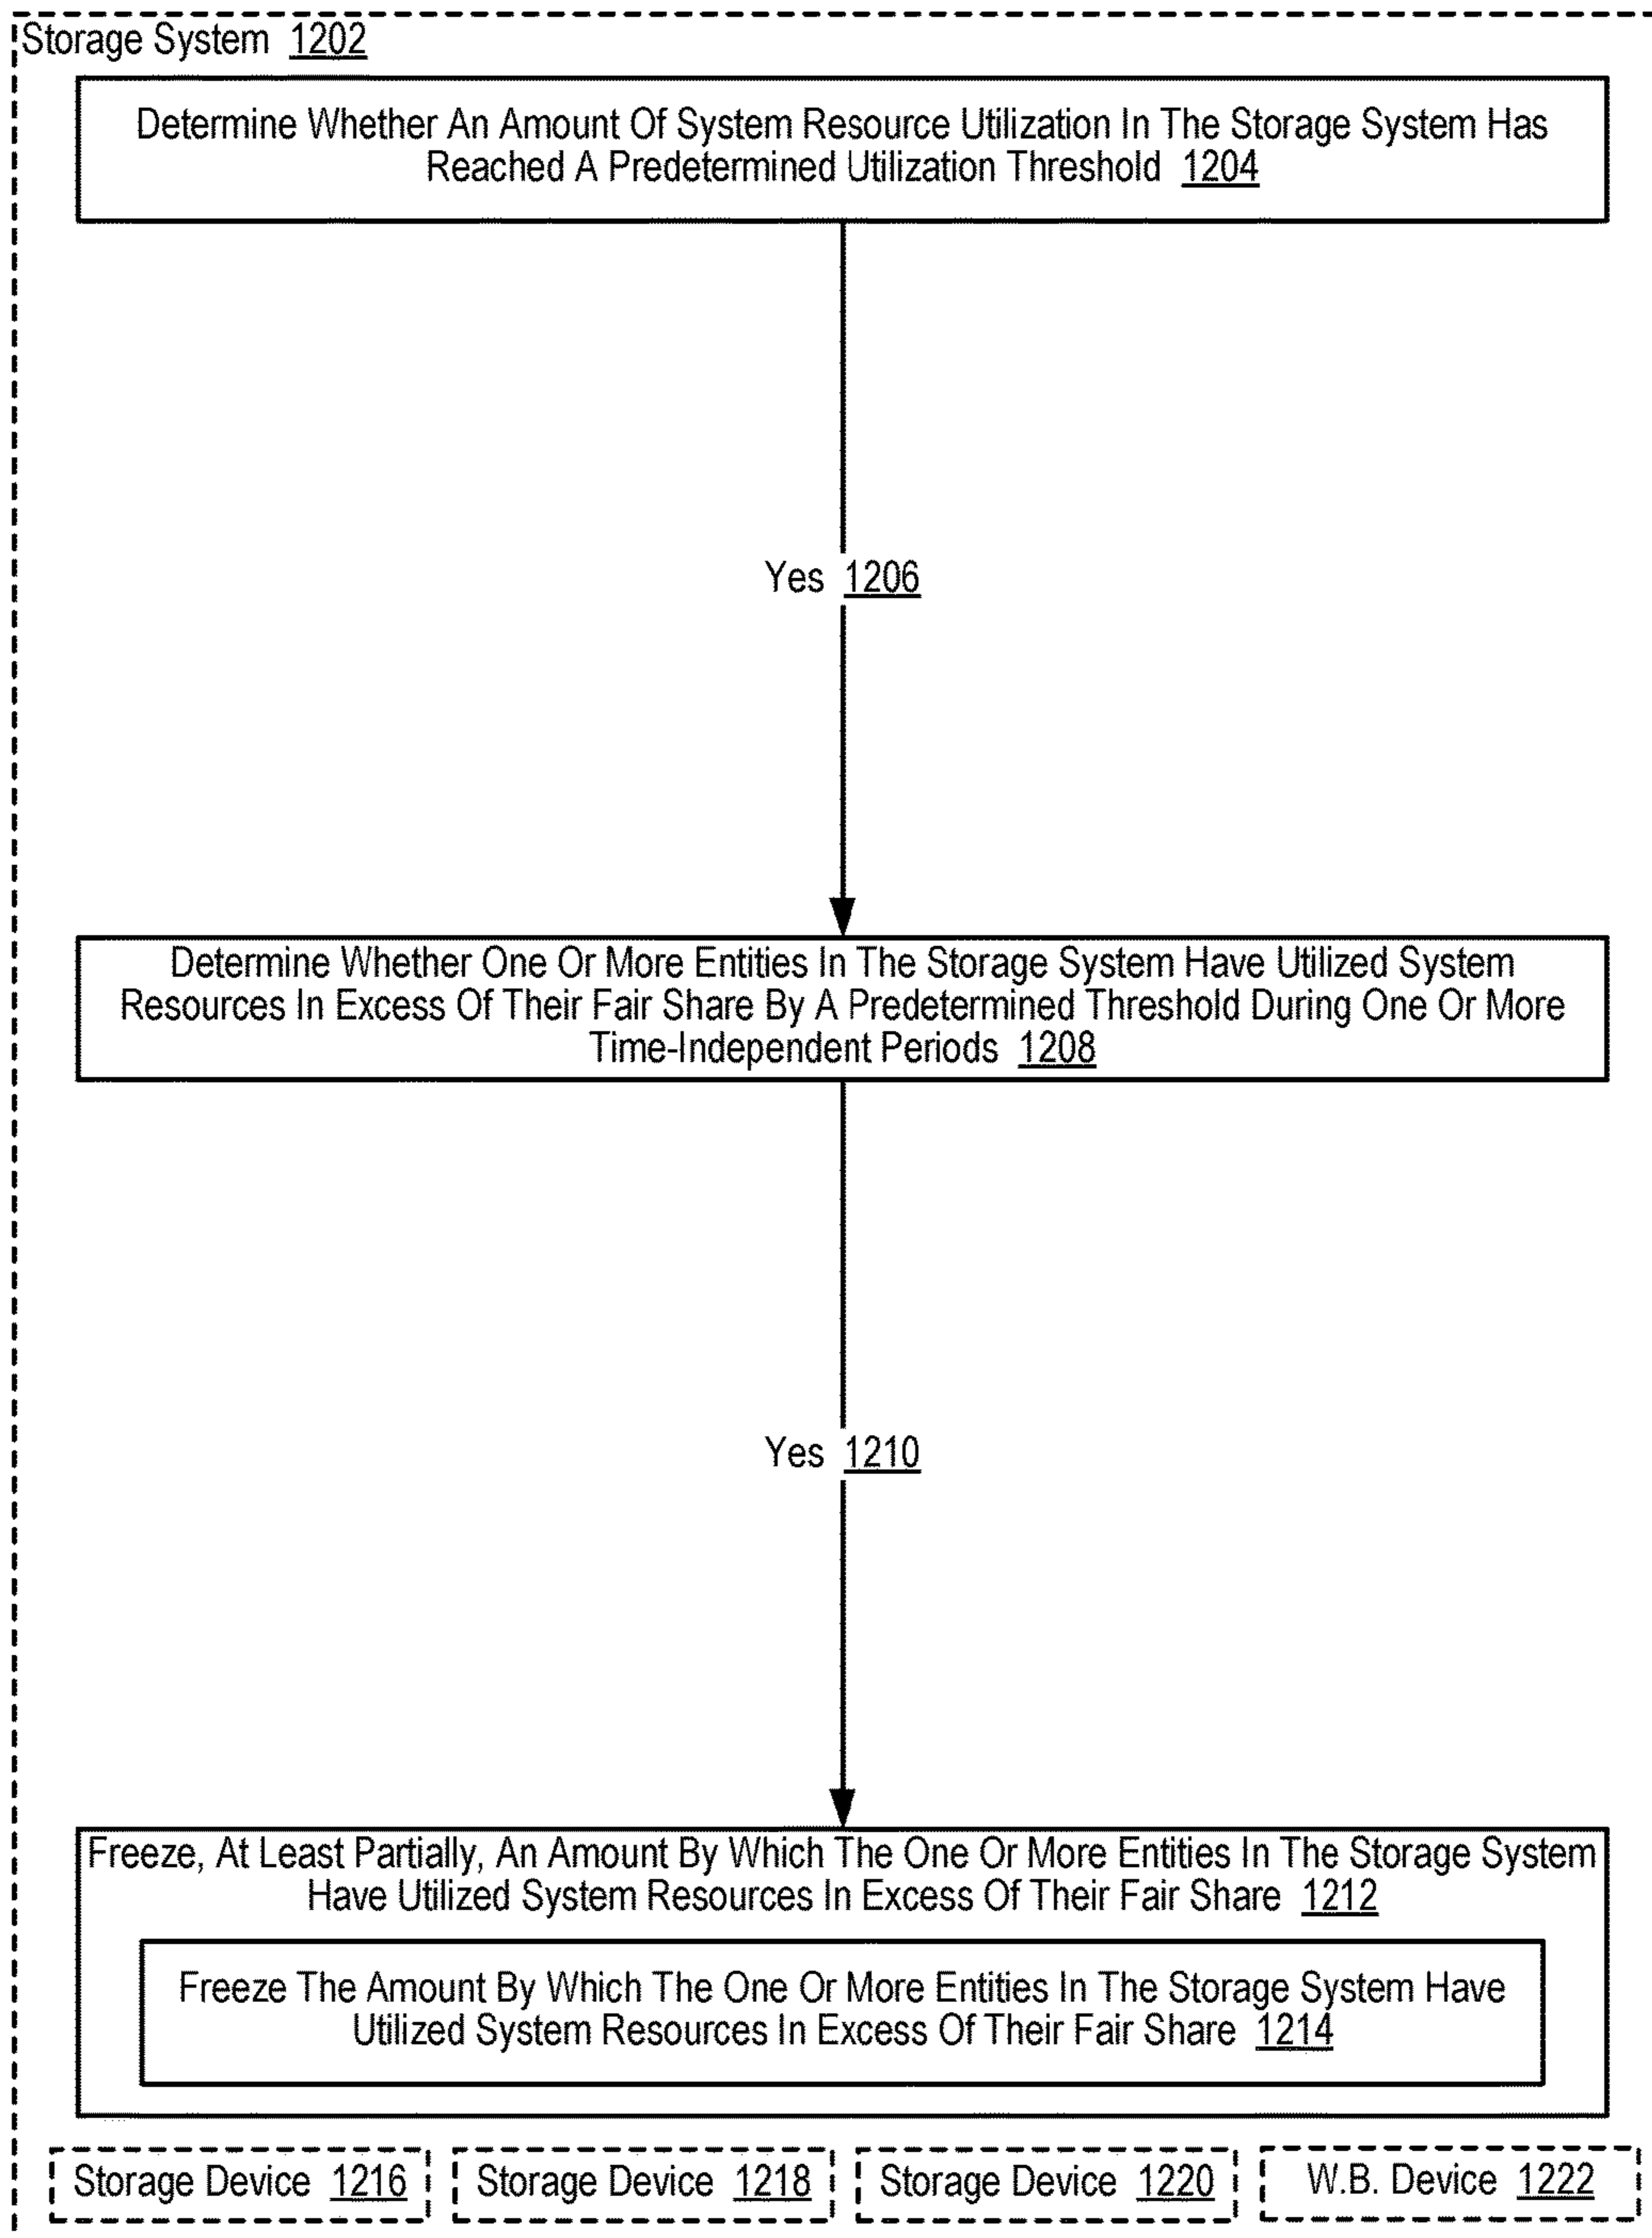 Storage System 1202
Determine Whether An Amount Of System Resource Utilization In The Storage System Has
Reached A Predetermined Utilization Threshold 1204
Yes 1206
Determine Whether One Or More Entities In The Storage System Have Utilized System
Resources In Excess Of Their Fair Share By A Predetermined Threshold During One Or More
Time-Independent Periods 1208
Yes 1210
Freeze, At Least Partially, An Amount By Which The One Or More Entities In The Storage System
Have Utilized System Resources In Excess Of Their Fair Share 1212
Freeze The Amount By Which The One Or More Entities In The Storage System Have
Utilized System Resources In Excess Of Their Fair Share 1214
Storage Device 1216 Storage Device 1218 Storage Device 1220 W.B. Device 1222